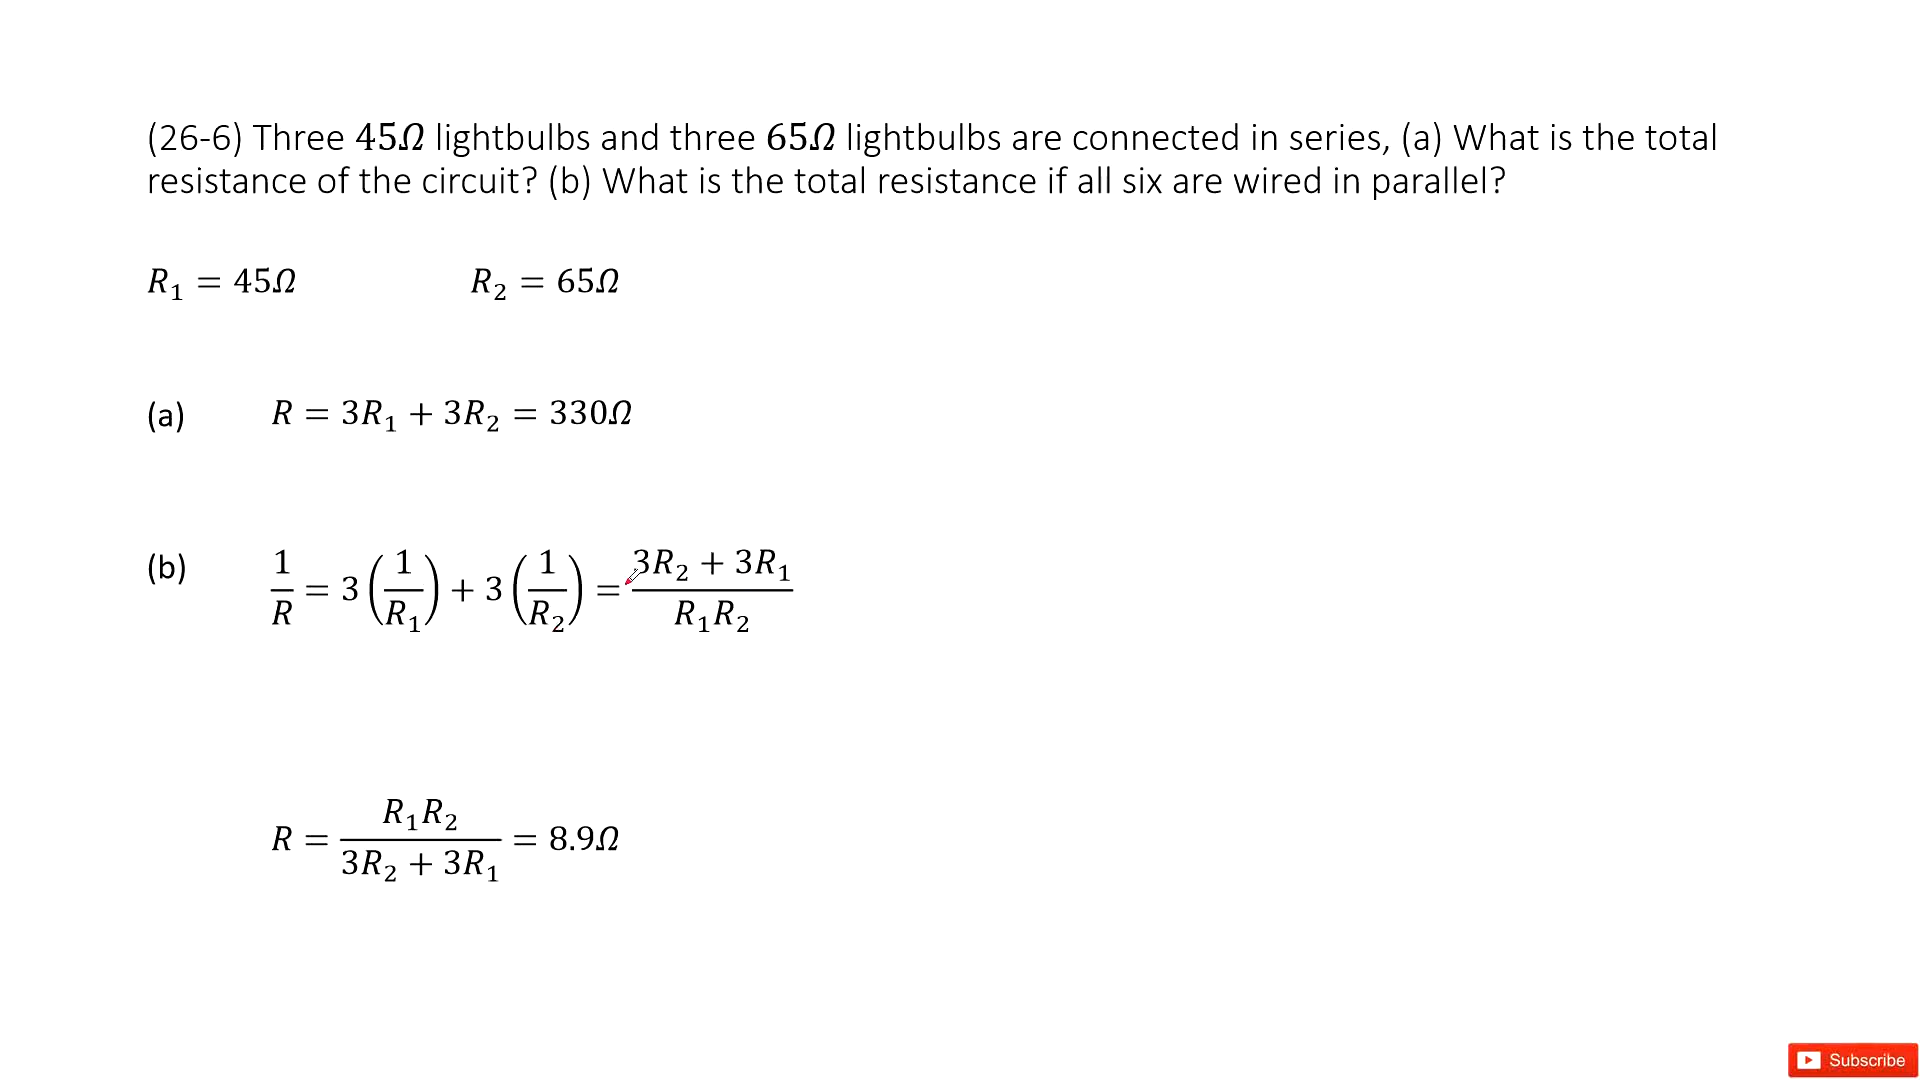 (26-6) Three 45Ω lightbulbs and three 65Ω lightbulbs are connected in series, (a) What is the total
resistance of the circuit? (b) What is the total resistance if all six are wired in parallel?
R₁ = 45Ω R₂ = 65Ω
(a) R = 3R₁ + 3R₂ = 330Ω
(b) 1/R = 3(1/R₁) + 3(1/R₂) = (3R₂ + 3R₁)/(R₁R₂)
R = (R₁R₂)/(3R₂ + 3R₁) = 8.9Ω
Subscribe